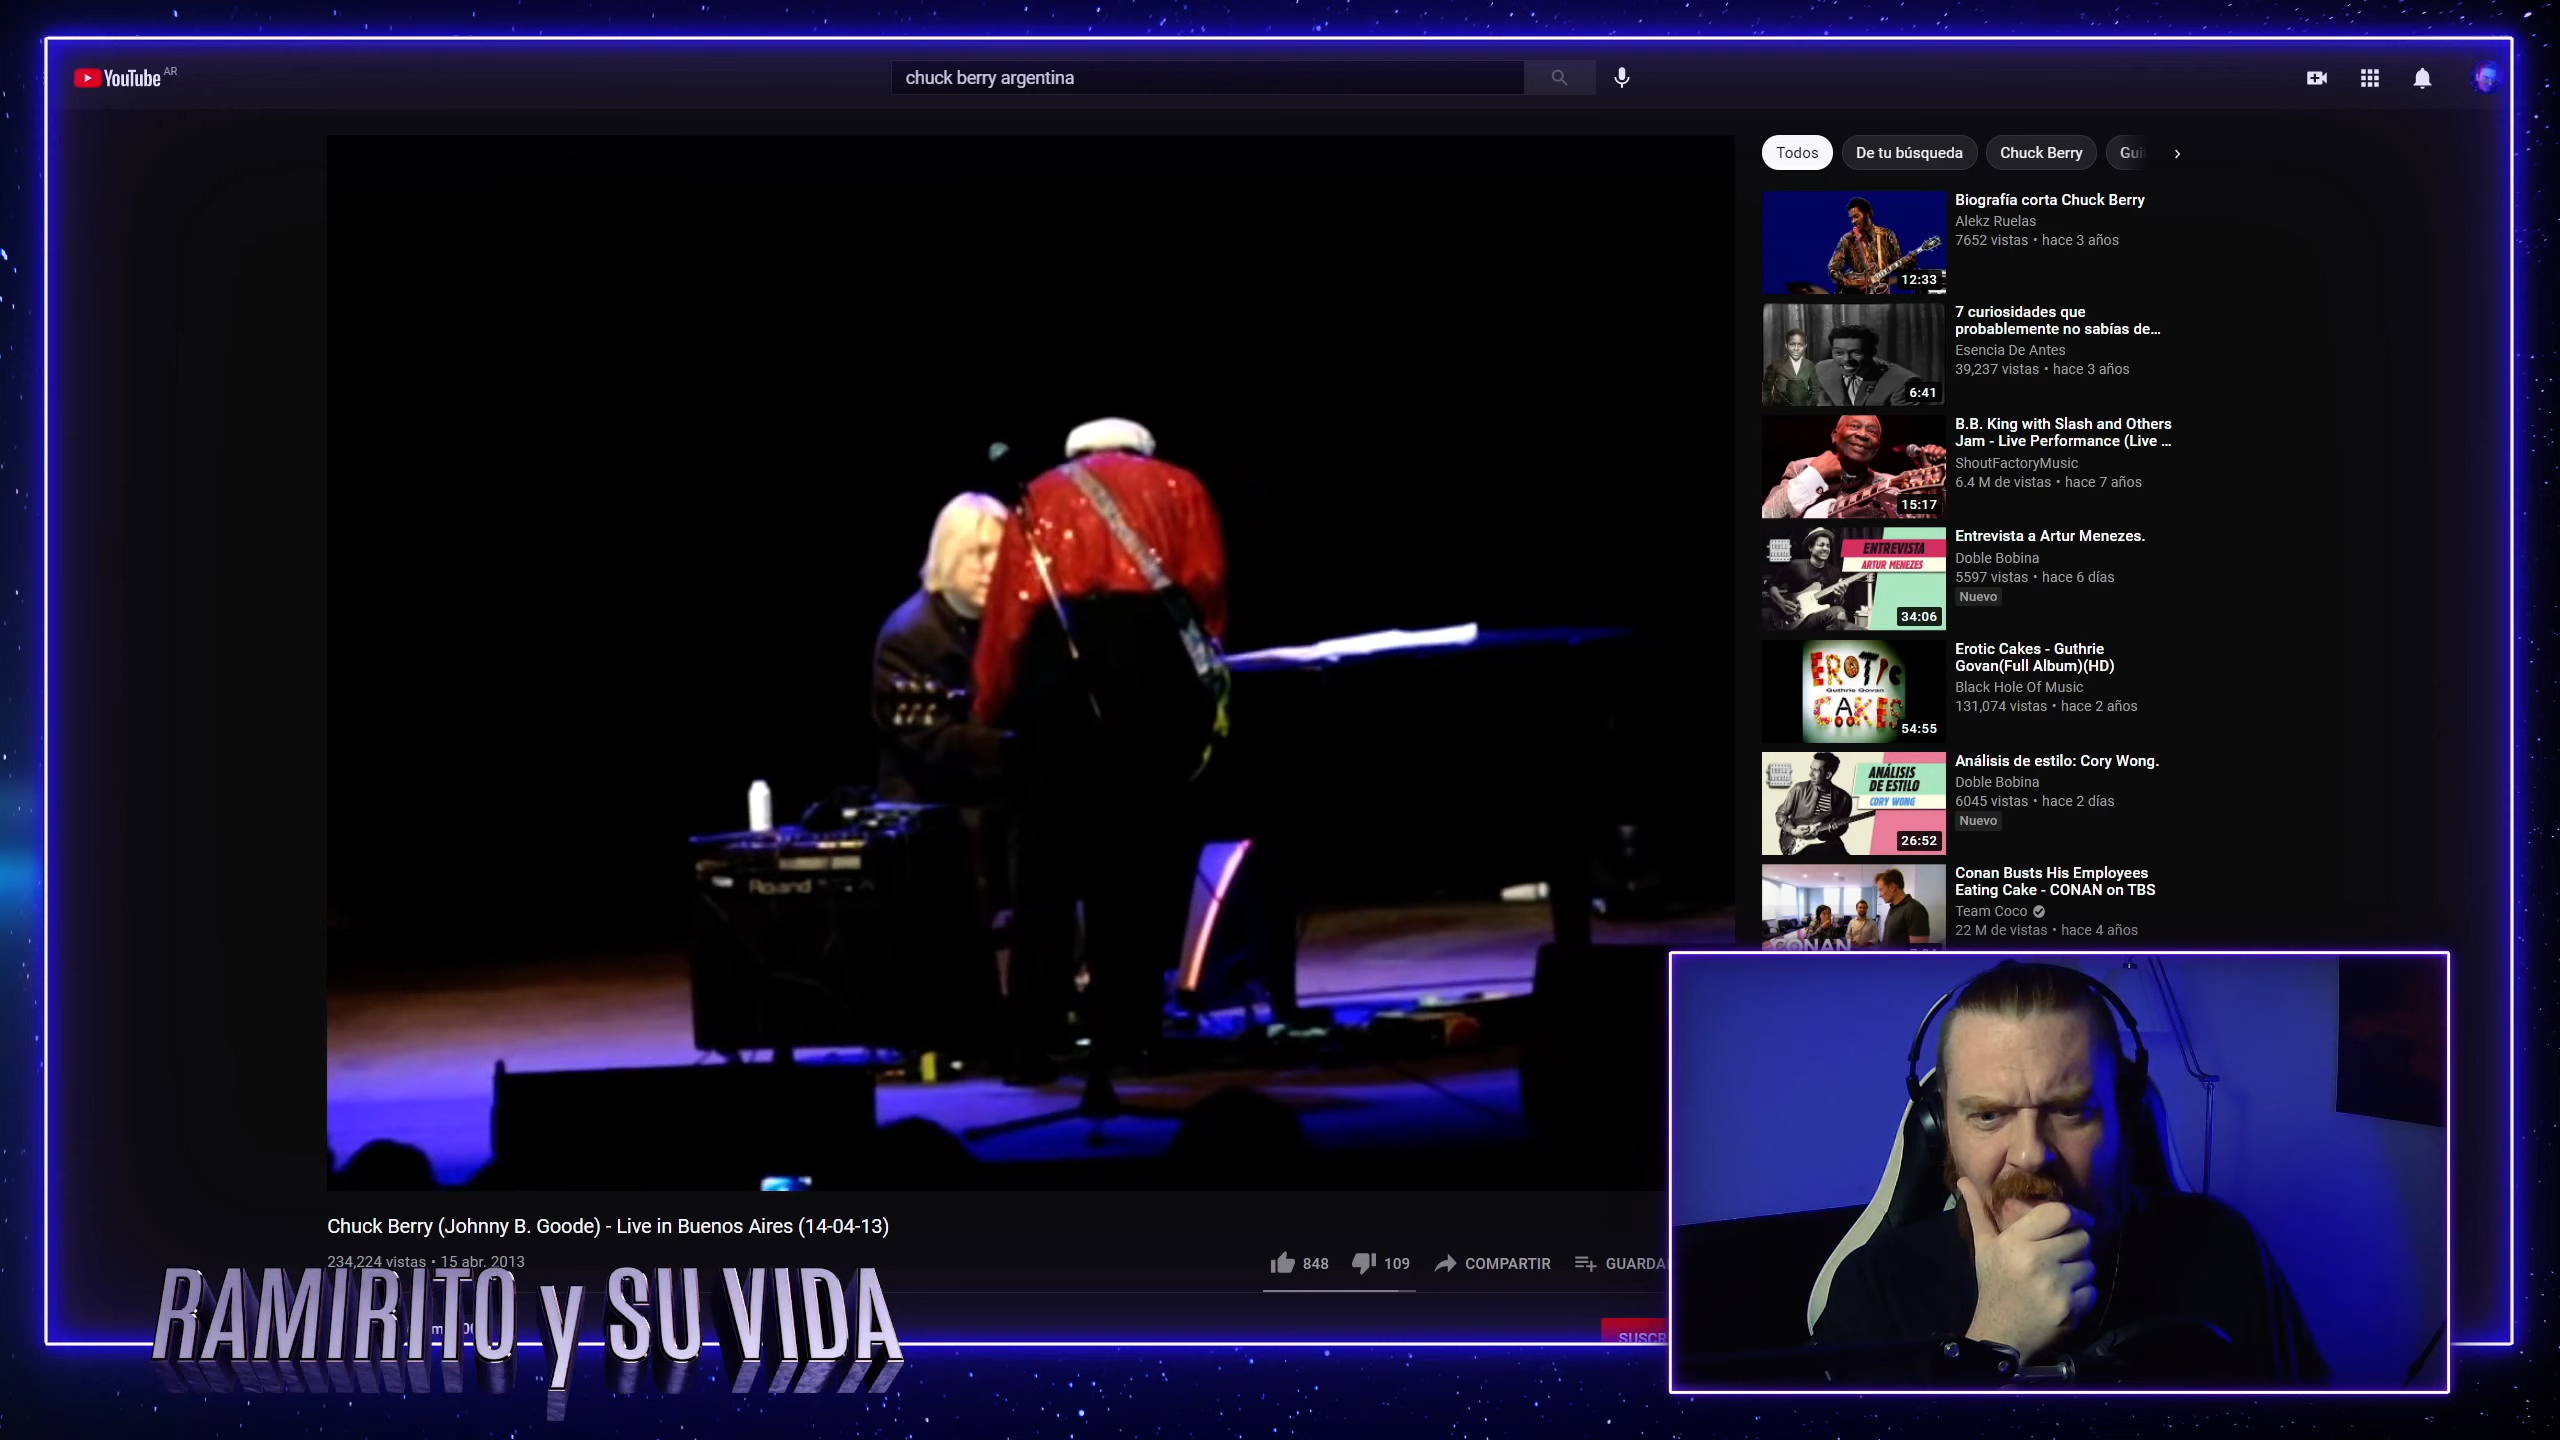 YouTube AR
chuck berry argentina
Todos
De tu búsqueda
Chuck Berry
Biografía corta Chuck Berry
Alekz Ruelas
7652 vistas • hace 3 años
12:33
7 curiosidades que
probablemente no sabías de...
Esencia De Antes
39,237 vistas • hace 3 años
6:41
B.B. King with Slash and Others
Jam - Live Performance (Live ...
ShoutFactoryMusic
6.4 M de vistas • hace 7 años
15:17
ENTREVISTA
ARTUR MENEZES
34:06
Entrevista a Artur Menezes.
Doble Bobina
5597 vistas • hace 6 días
Nuevo
EROTIC
Guthrie Govan
CAKES
54:55
Erotic Cakes - Guthrie
Govan(Full Album)(HD)
Black Hole Of Music
131,074 vistas • hace 2 años
ANÁLISIS
DE ESTILO
CORY WONG
26:52
Análisis de estilo: Cory Wong.
Doble Bobina
6045 vistas • hace 2 días
Nuevo
CONAN
Conan Busts His Employees
Eating Cake - CONAN on TBS
Team Coco
22 M de vistas • hace 4 años
Roland
Chuck Berry (Johnny B. Goode) - Live in Buenos Aires (14-04-13)
234,224 vistas • 15 abr. 2013
848
109
COMPARTIR
GUARDA
SUSCR
RAMIRITO y SU VIDA